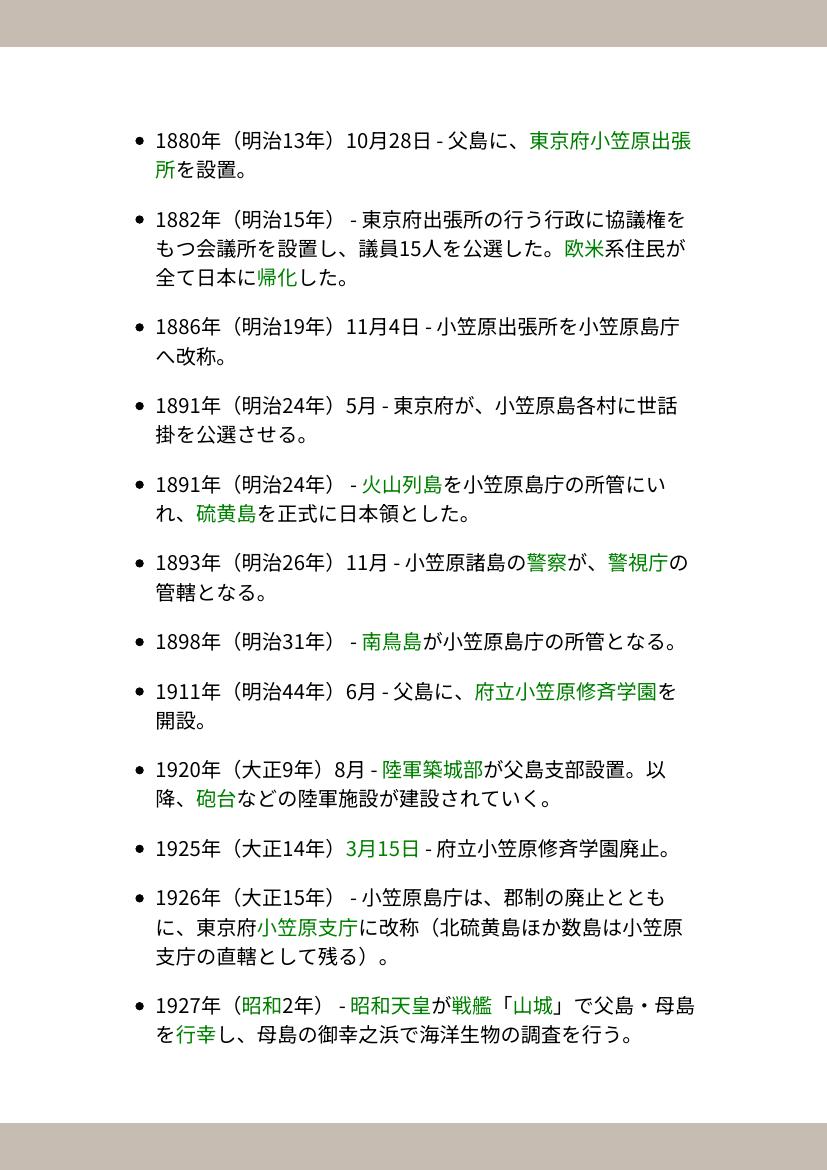 • 1880年（明治13年）10月28日 - 父島に、東京府小笠原出張
所を設置。
• 1882年（明治15年） - 東京府出張所の行う行政に協議権を
もつ会議所を設置し、議員15人を公選した。欧米系住民が
全て日本に帰化した。
• 1886年（明治19年）11月4日 - 小笠原出張所を小笠原島庁
へ改称。
• 1891年（明治24年）5月 - 東京府が、小笠原島各村に世話
掛を公選させる。
• 1891年（明治24年） - 火山列島を小笠原島庁の所管にい
れ、硫黄島を正式に日本領とした。
• 1893年（明治26年）11月 - 小笠原諸島の警察が、警視庁の
管轄となる。
• 1898年（明治31年） - 南鳥島が小笠原島庁の所管となる。
• 1911年（明治44年）6月 - 父島に、府立小笠原修斉学園を
開設。
• 1920年（大正9年）8月 - 陸軍築城部が父島支部設置。以
降、砲台などの陸軍施設が建設されていく。
• 1925年（大正14年）3月15日 - 府立小笠原修斉学園廃止。
• 1926年（大正15年） - 小笠原島庁は、郡制の廃止ととも
に、東京府小笠原支庁に改称（北硫黄島ほか数島は小笠原
支庁の直轄として残る）。
• 1927年（昭和2年） - 昭和天皇が戦艦「山城」で父島・母島
を行幸し、母島の御幸之浜で海洋生物の調査を行う。